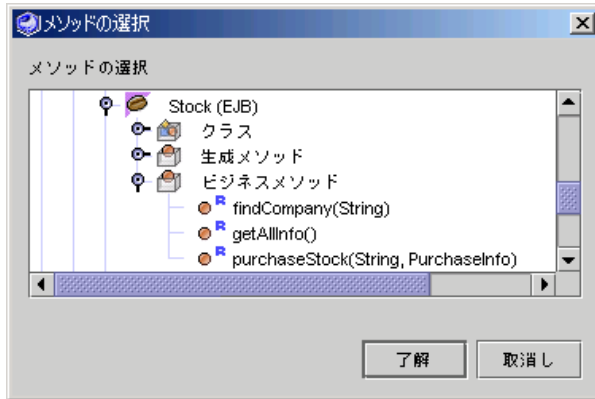 メソッドの選択
メソッドの選択
Stock (EJB)
クラス
生成メソッド
ビジネスメソッド
R findCompany(String)
R getAllInfo()
R purchaseStock(String, PurchaseInfo)
了解 取消し